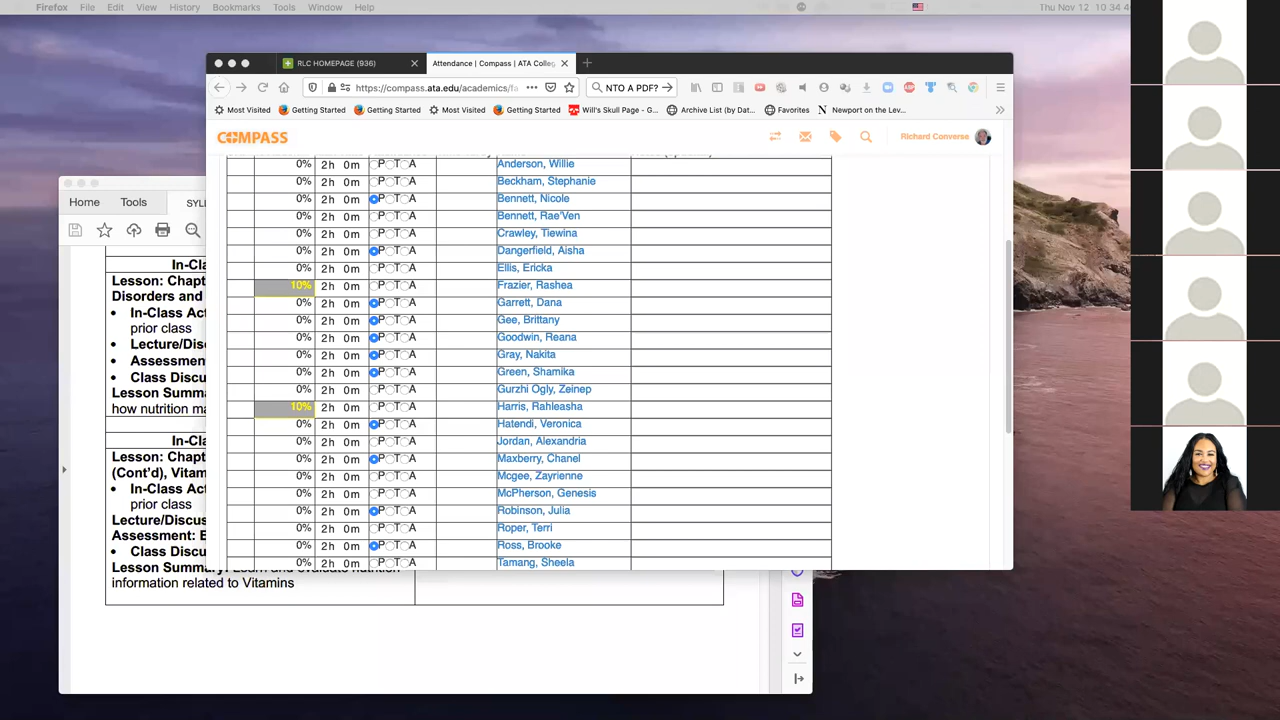 Firefox File Edit View History Bookmarks Tools Window Help Thu Nov 12 10:34:4
RLC HOMEPAGE (936) Attendance | Compass | ATA Colleg
https://compass.ata.edu/academics/fa NTO A PDF?
Most Visited Getting Started Getting Started Most Visited Getting Started Will's Skull Page - G... Archive List (by Dat... Favorites Newport on the Lev...
COMPASS Richard Converse
0% 2h 0m P T A Anderson, Willie
0% 2h 0m P T A Beckham, Stephanie
0% 2h 0m P T A Bennett, Nicole
0% 2h 0m P T A Bennett, Rae'Ven
0% 2h 0m P T A Crawley, Tiewina
0% 2h 0m P T A Dangerfield, Aisha
0% 2h 0m P T A Ellis, Ericka
10% 2h 0m P T A Frazier, Rashea
0% 2h 0m P T A Garrett, Dana
0% 2h 0m P T A Gee, Brittany
0% 2h 0m P T A Goodwin, Reana
0% 2h 0m P T A Gray, Nakita
0% 2h 0m P T A Green, Shamika
0% 2h 0m P T A Gurzhi Ogly, Zeinep
10% 2h 0m P T A Harris, Rahleasha
0% 2h 0m P T A Hatendi, Veronica
0% 2h 0m P T A Jordan, Alexandria
0% 2h 0m P T A Maxberry, Chanel
0% 2h 0m P T A Mcgee, Zayrienne
0% 2h 0m P T A McPherson, Genesis
0% 2h 0m P T A Robinson, Julia
0% 2h 0m P T A Roper, Terri
0% 2h 0m P T A Ross, Brooke
0% 2h 0m P T A Tamang, Sheela
Home Tools SYL
In-Cla
Lesson: Chapt
Disorders and
• In-Class Act
prior class
• Lecture/Disc
• Assessment
• Class Discu
Lesson Summa
how nutrition ma
In-Cla
Lesson: Chapt
(Cont'd), Vitam
• In-Class Act
prior class
Lecture/Discus
Assessment: E
• Class Discu
Lesson Summary: Learn and evaluate nutrition
information related to Vitamins